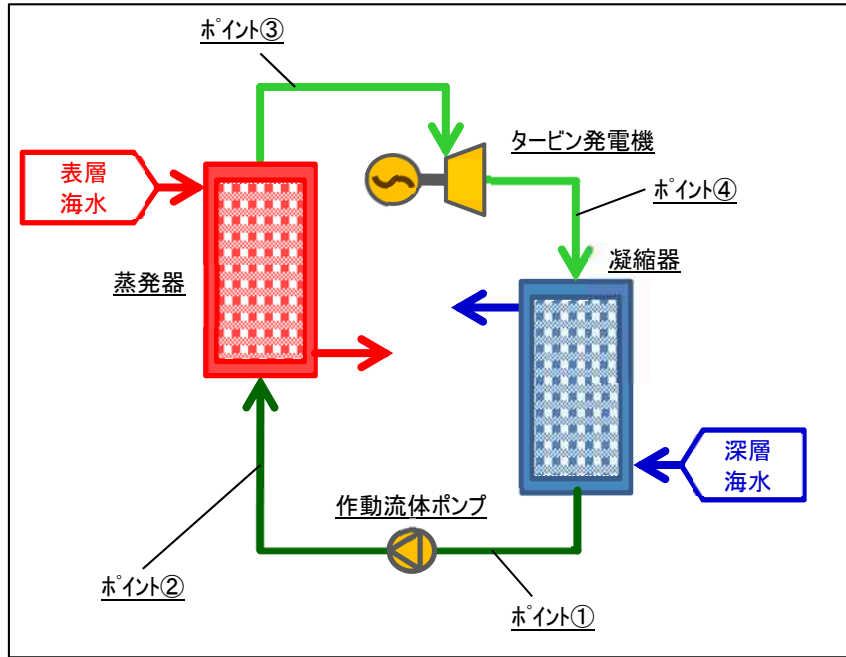 ポイント③
タービン発電機
表層
海水
ポイント④
蒸発器
凝縮器
深層
海水
作動流体ポンプ
ポイント②
ポイント①